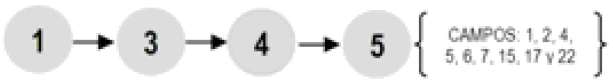 1 3 4 5
CAMPOS: 1, 2, 4,
5, 6, 7, 15, 17 y 22